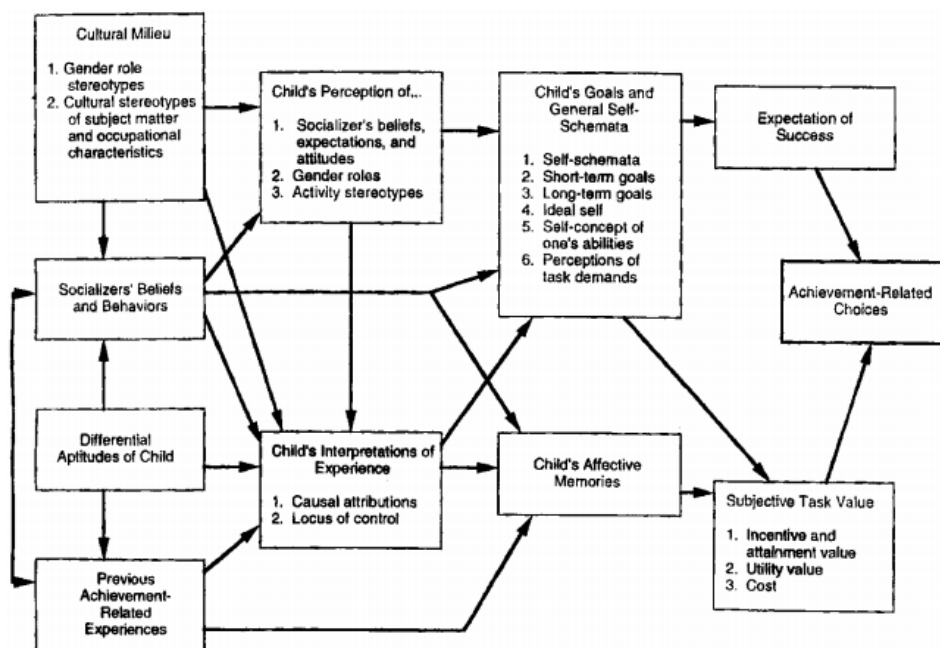 Cultural Milieu
1. Gender role
stereotypes
2. Cultural stereotypes
of subject matter
and occupational
characteristics
Socializers' Beliefs
and Behaviors
Differential
Aptitudes of Child
Previous
Achievement-
Related
Experiences
Child's Perception of...
1. Socializer's beliefs,
expectations, and
attitudes
2. Gender roles
3. Activity stereotypes
Child's Interpretations of
Experience
1. Causal attributions
2. Locus of control
Child's Goals and
General Self-
Schemata
1. Self-schemata
2. Short-term goals
3. Long-term goals
4. Ideal self
5. Self-concept of
one's abilities
6. Perceptions of
task demands
Child's Affective
Memories
Expectation of
Success
Achievement-Related
Choices
Subjective Task Value
1. Incentive and
attainment value
2. Utility value
3. Cost